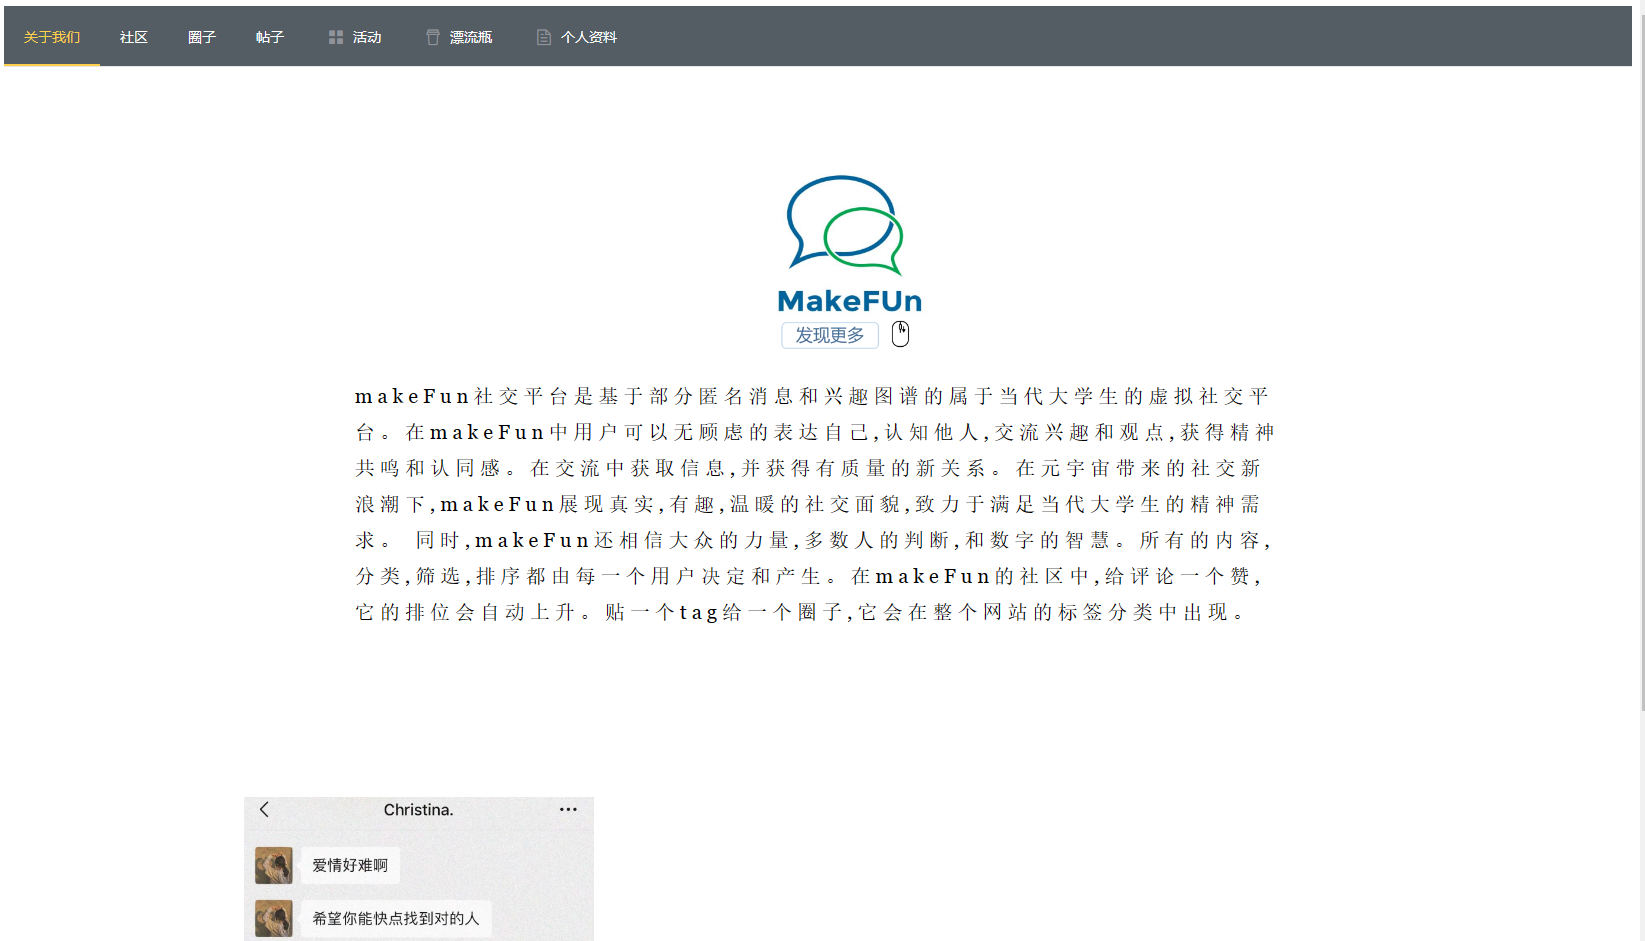 关于我们 社区 圈子 帖子 活动 漂流瓶 个人资料
MakeFUn
发现更多
makeFun社交平台是基于部分匿名消息和兴趣图谱的属于当代大学生的虚拟社交平
台。在makeFun中用户可以无顾虑的表达自己,认知他人,交流兴趣和观点,获得精神
共鸣和认同感。在交流中获取信息,并获得有质量的新关系。在元宇宙带来的社交新
浪潮下,makeFun展现真实,有趣,温暖的社交面貌,致力于满足当代大学生的精神需
求。 同时,makeFun还相信大众的力量,多数人的判断,和数字的智慧。所有的内容,
分类,筛选,排序都由每一个用户决定和产生。在makeFun的社区中,给评论一个赞,
它的排位会自动上升。贴一个tag给一个圈子,它会在整个网站的标签分类中出现。
Christina.
爱情好难啊
希望你能快点找到对的人